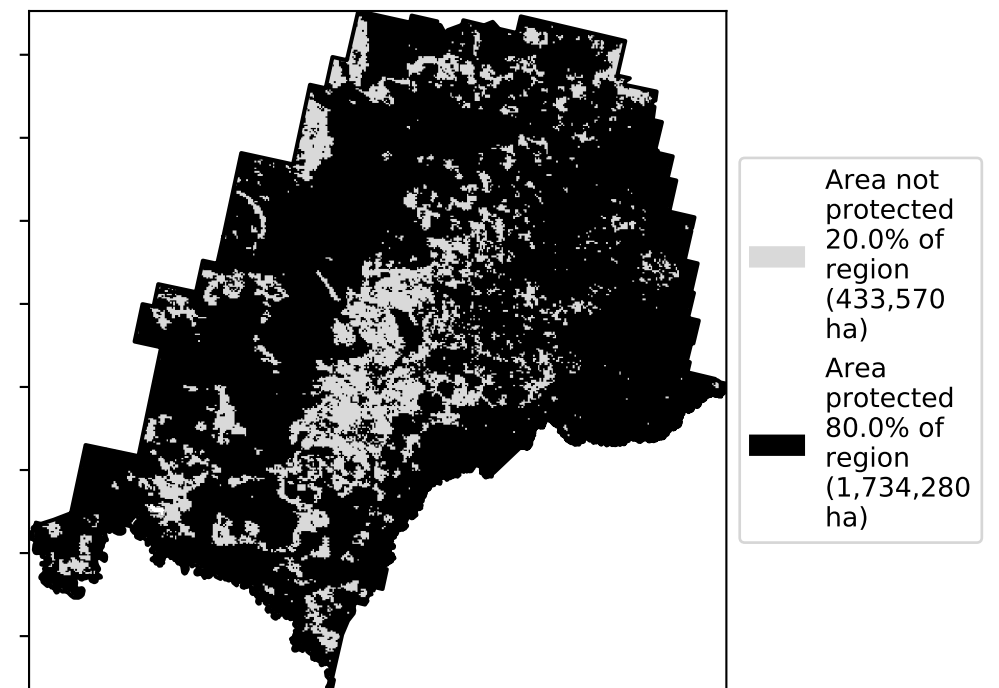 Area not
protected
20.0% of
region
(433,570
ha)
Area
protected
80.0% of
region
(1,734,280
ha)